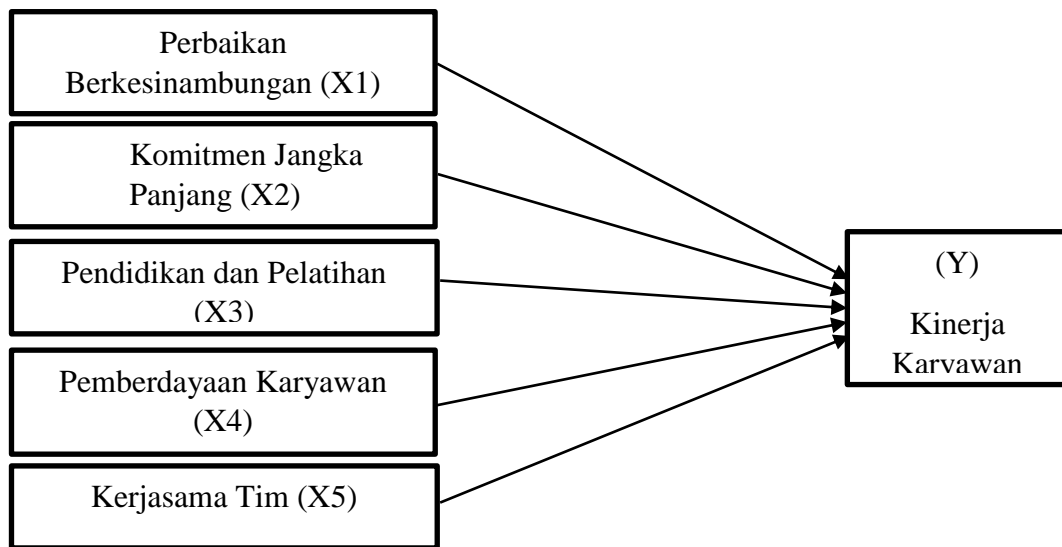 Perbaikan
Berkesinambungan (X1)
Komitmen Jangka
Panjang (X2)
Pendidikan dan Pelatihan
(X3)
Pemberdayaan Karyawan
(X4)
Kerjasama Tim (X5)
(Y)
Kinerja
Karyawan